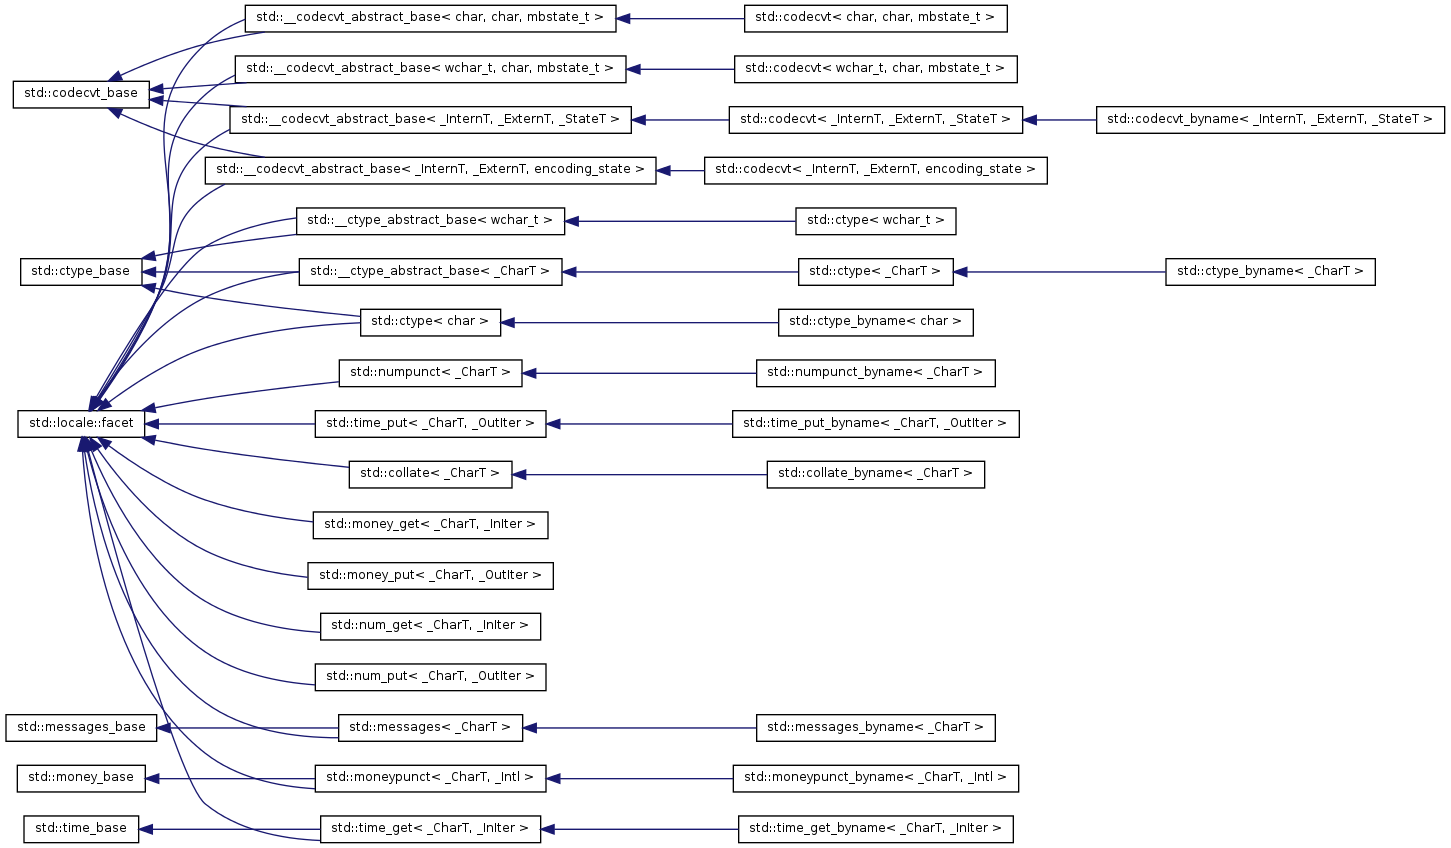 std::__codecvt_abstract_base< char, char, mbstate_t >
std::codecvt< char, char, mbstate_t >
std::__codecvt_abstract_base< wchar_t, char, mbstate_t >
std::codecvt< wchar_t, char, mbstate_t >
std::codecvt_base
std::__codecvt_abstract_base< _InternT, _ExternT, _StateT >
std::codecvt< _InternT, _ExternT, _StateT >
std::codecvt_byname< _InternT, _ExternT, _StateT >
std::__codecvt_abstract_base< _InternT, _ExternT, encoding_state >
std::codecvt< _InternT, _ExternT, encoding_state >
std::__ctype_abstract_base< wchar_t >
std::ctype< wchar_t >
std::ctype_base
std::__ctype_abstract_base< _CharT >
std::ctype< _CharT >
std::ctype_byname< _CharT >
std::ctype< char >
std::ctype_byname< char >
std::numpunct< _CharT >
std::numpunct_byname< _CharT >
std::locale::facet
std::time_put< _CharT, _OutIter >
std::time_put_byname< _CharT, _OutIter >
std::collate< _CharT >
std::collate_byname< _CharT >
std::money_get< _CharT, _InIter >
std::money_put< _CharT, _OutIter >
std::num_get< _CharT, _InIter >
std::num_put< _CharT, _OutIter >
std::messages_base
std::messages< _CharT >
std::messages_byname< _CharT >
std::money_base
std::moneypunct< _CharT, _Intl >
std::moneypunct_byname< _CharT, _Intl >
std::time_base
std::time_get< _CharT, _InIter >
std::time_get_byname< _CharT, _InIter >